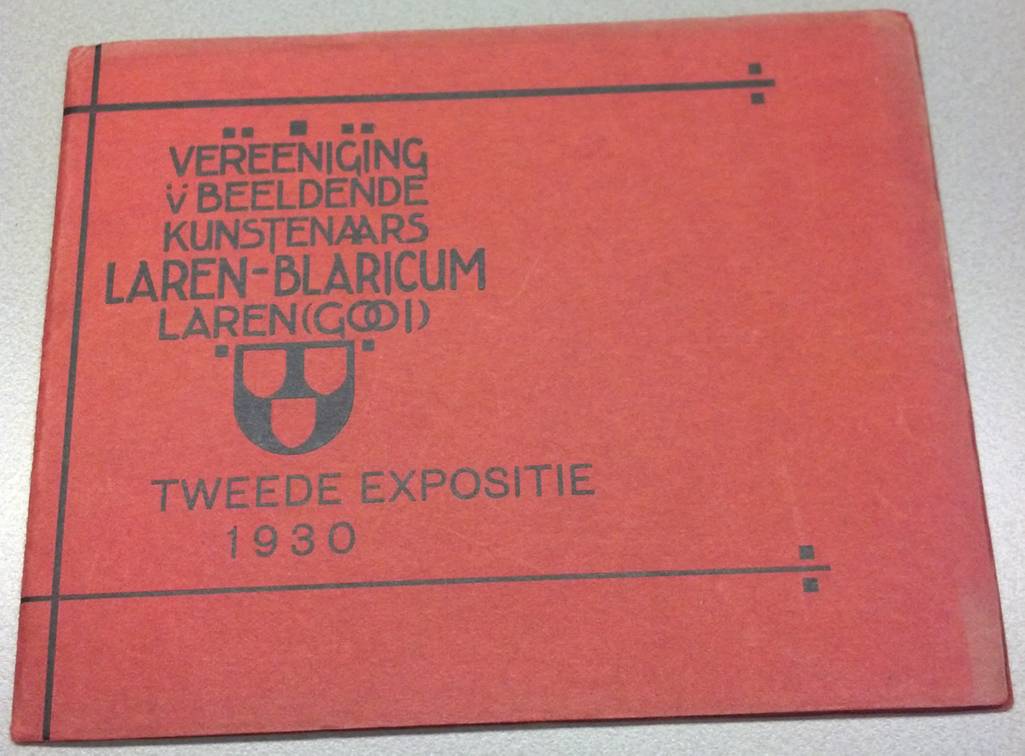 VEREENIGING
v BEELDENDE
KUNSTENAARS
LAREN-BLARICUM
LAREN (GOOI)
TWEEDE EXPOSITIE
1930